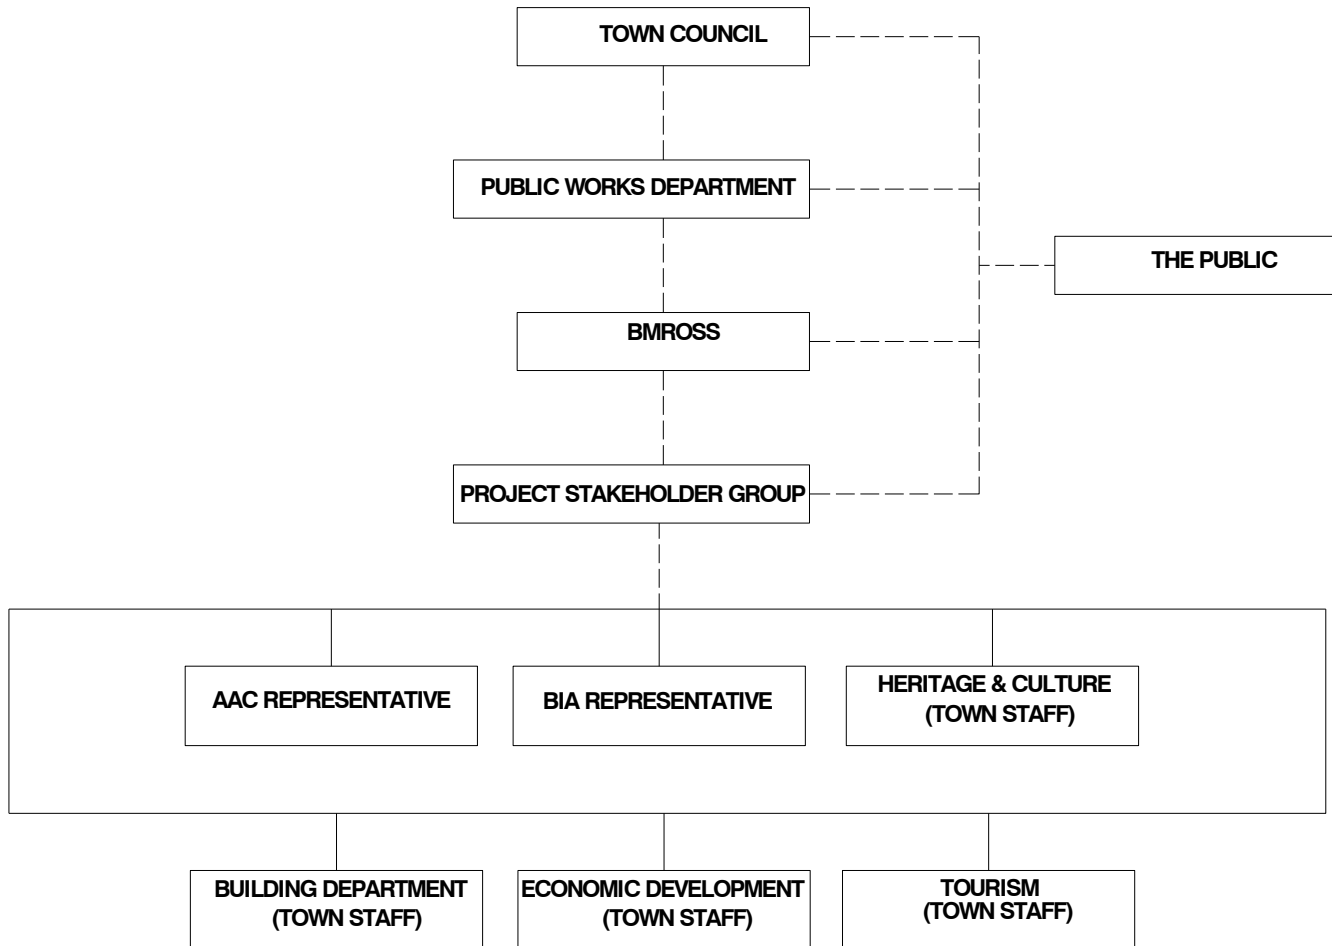 TOWN COUNCIL
PUBLIC WORKS DEPARTMENT
THE PUBLIC
BMROSS
PROJECT STAKEHOLDER GROUP
AAC REPRESENTATIVE
BIA REPRESENTATIVE
HERITAGE & CULTURE
(TOWN STAFF)
BUILDING DEPARTMENT
(TOWN STAFF)
ECONOMIC DEVELOPMENT
(TOWN STAFF)
TOURISM
(TOWN STAFF)